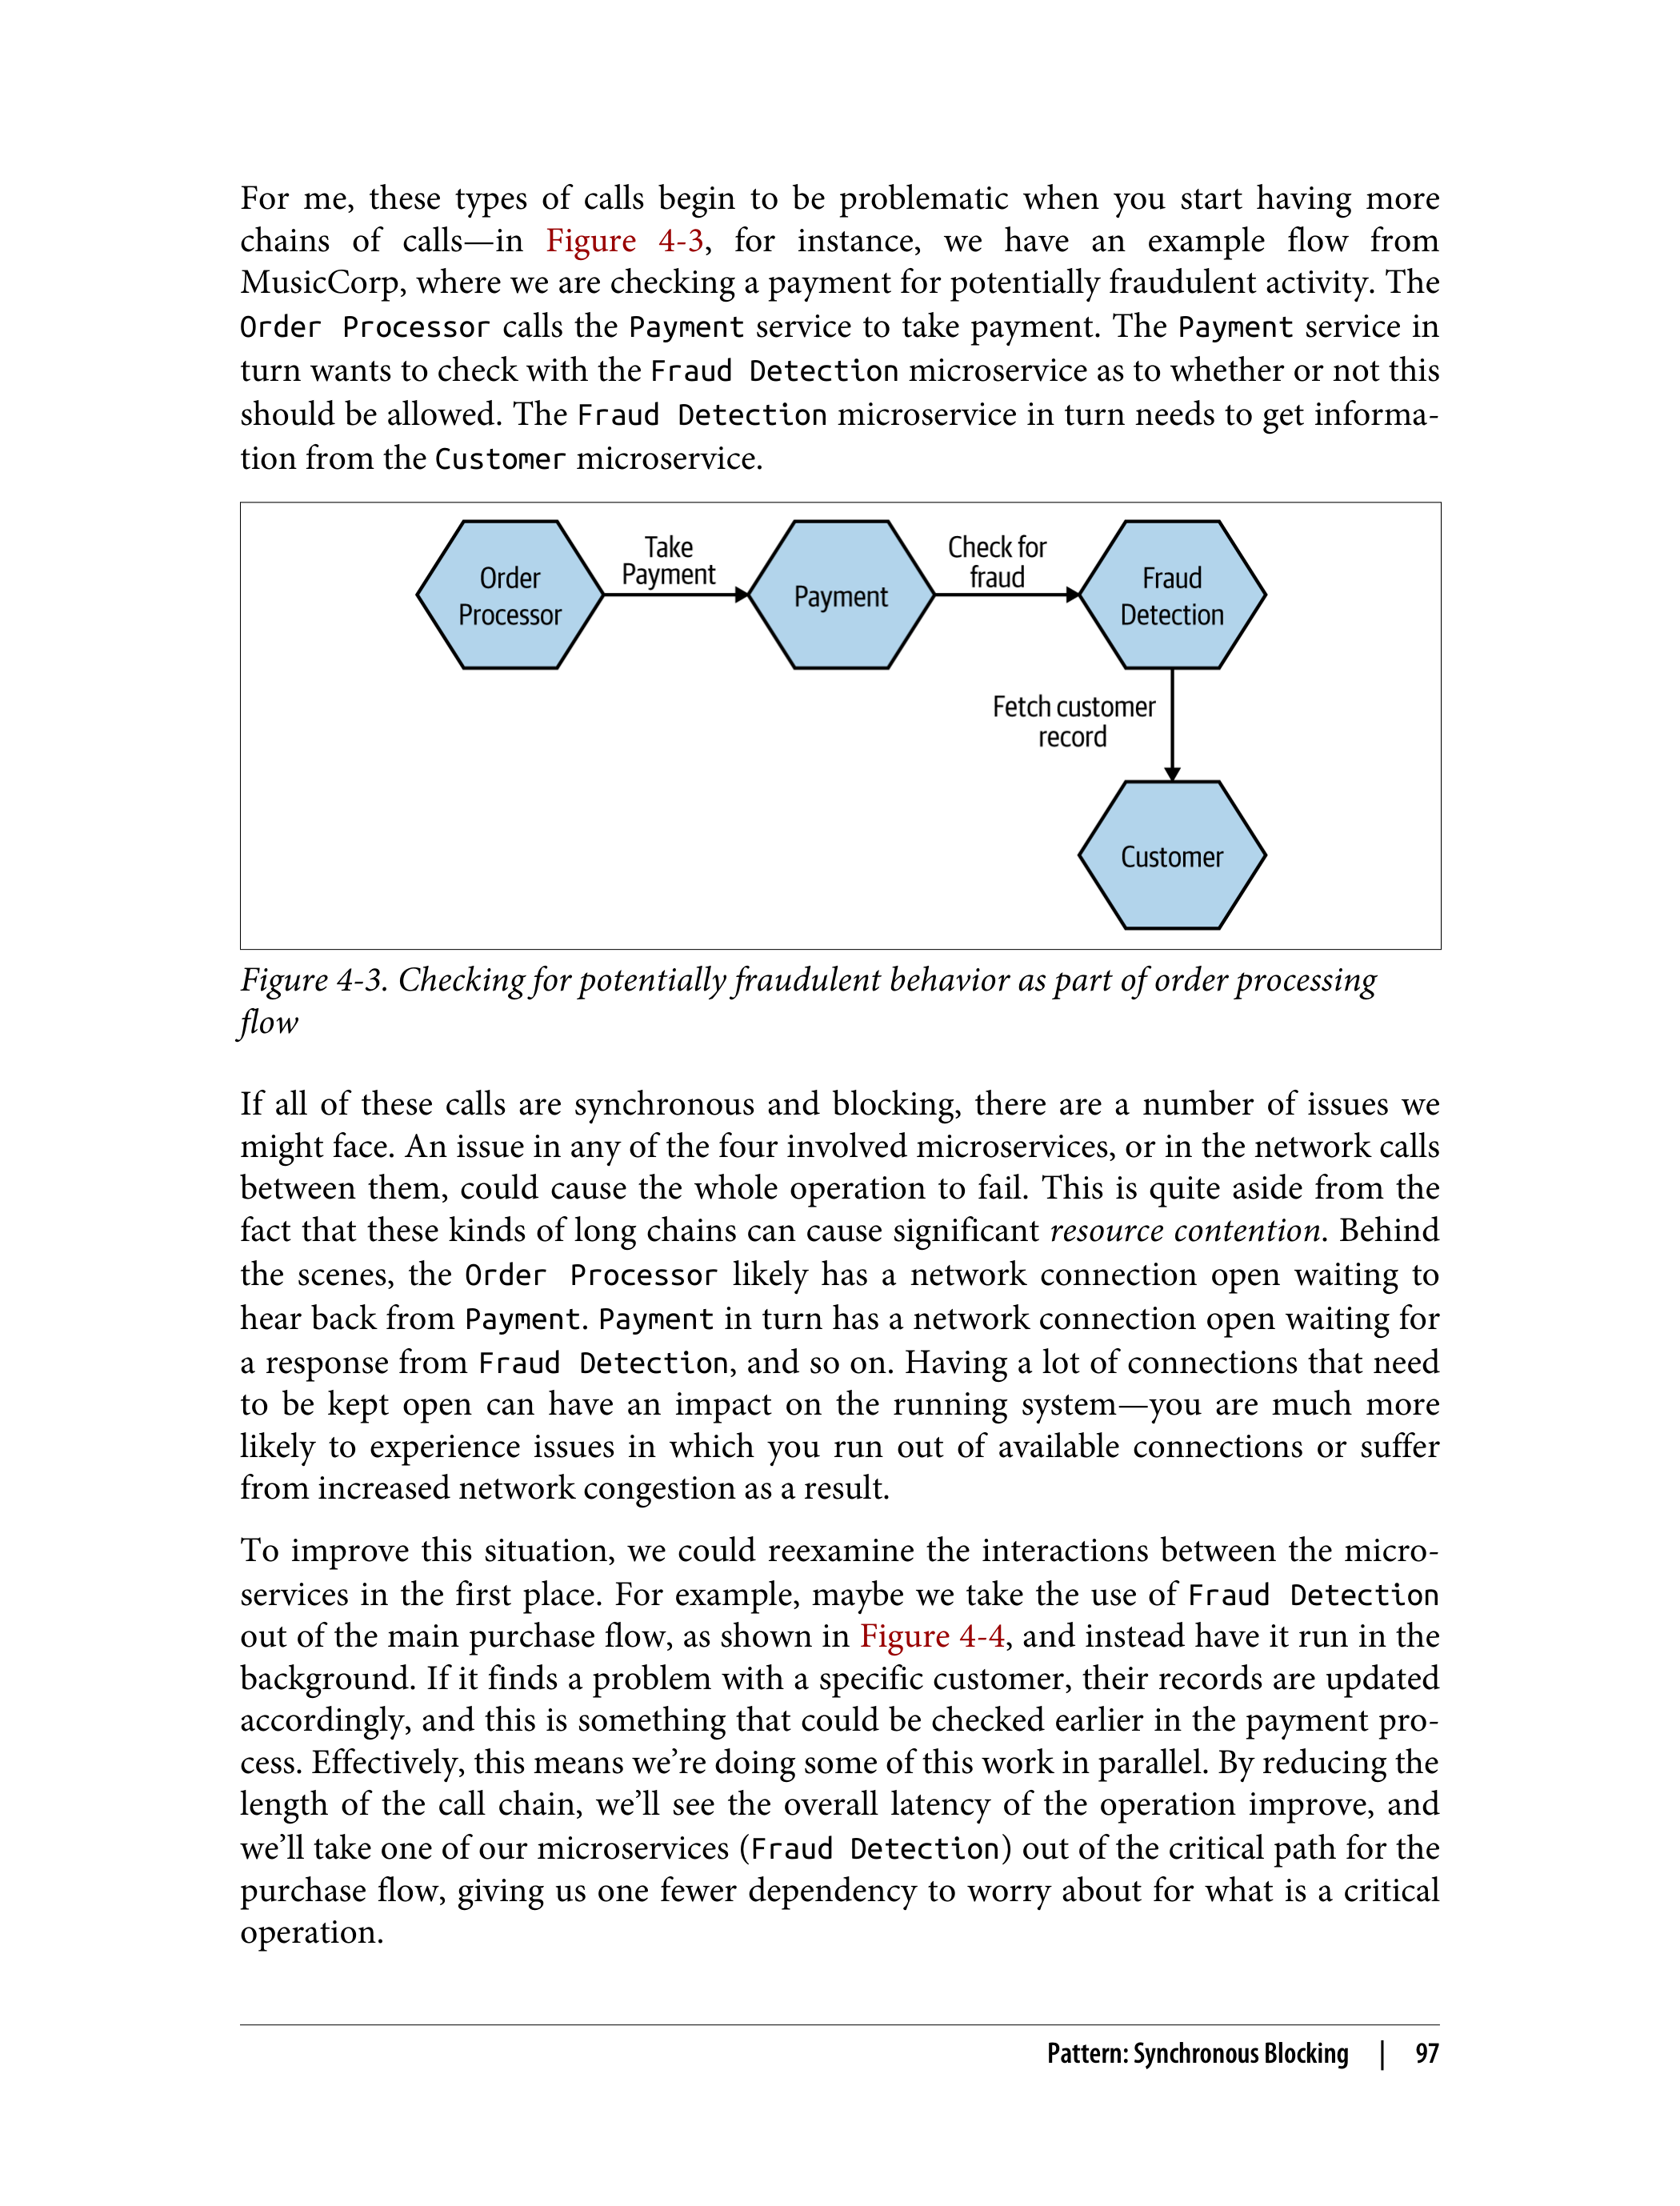 For me, these types of calls begin to be problematic when you start having more
chains of calls—in Figure 4-3, for instance, we have an example flow from
MusicCorp, where we are checking a payment for potentially fraudulent activity. The
Order Processor calls the Payment service to take payment. The Payment service in
turn wants to check with the Fraud Detection microservice as to whether or not this
should be allowed. The Fraud Detection microservice in turn needs to get informa-
tion from the Customer microservice.
Order
Processor
Take
Payment
Payment
Check for
fraud
Fraud
Detection
Fetch customer
record
Customer
Figure 4-3. Checking for potentially fraudulent behavior as part of order processing
flow
If all of these calls are synchronous and blocking, there are a number of issues we
might face. An issue in any of the four involved microservices, or in the network calls
between them, could cause the whole operation to fail. This is quite aside from the
fact that these kinds of long chains can cause significant resource contention. Behind
the scenes, the Order Processor likely has a network connection open waiting to
hear back from Payment. Payment in turn has a network connection open waiting for
a response from Fraud Detection, and so on. Having a lot of connections that need
to be kept open can have an impact on the running system—you are much more
likely to experience issues in which you run out of available connections or suffer
from increased network congestion as a result.
To improve this situation, we could reexamine the interactions between the micro-
services in the first place. For example, maybe we take the use of Fraud Detection
out of the main purchase flow, as shown in Figure 4-4, and instead have it run in the
background. If it finds a problem with a specific customer, their records are updated
accordingly, and this is something that could be checked earlier in the payment pro-
cess. Effectively, this means we’re doing some of this work in parallel. By reducing the
length of the call chain, we’ll see the overall latency of the operation improve, and
we’ll take one of our microservices (Fraud Detection) out of the critical path for the
purchase flow, giving us one fewer dependency to worry about for what is a critical
operation.
Pattern: Synchronous Blocking | 97